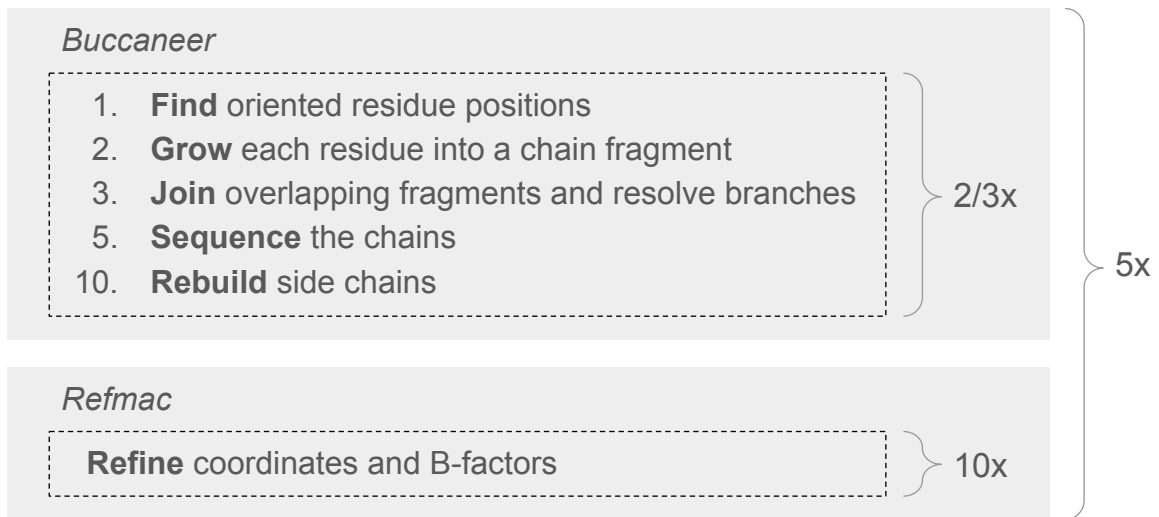 Buccaneer
1. Find oriented residue positions
2. Grow each residue into a chain fragment
3. Join overlapping fragments and resolve branches
5. Sequence the chains
10. Rebuild side chains
2/3x
5x
Refmac
Refine coordinates and B-factors
10x